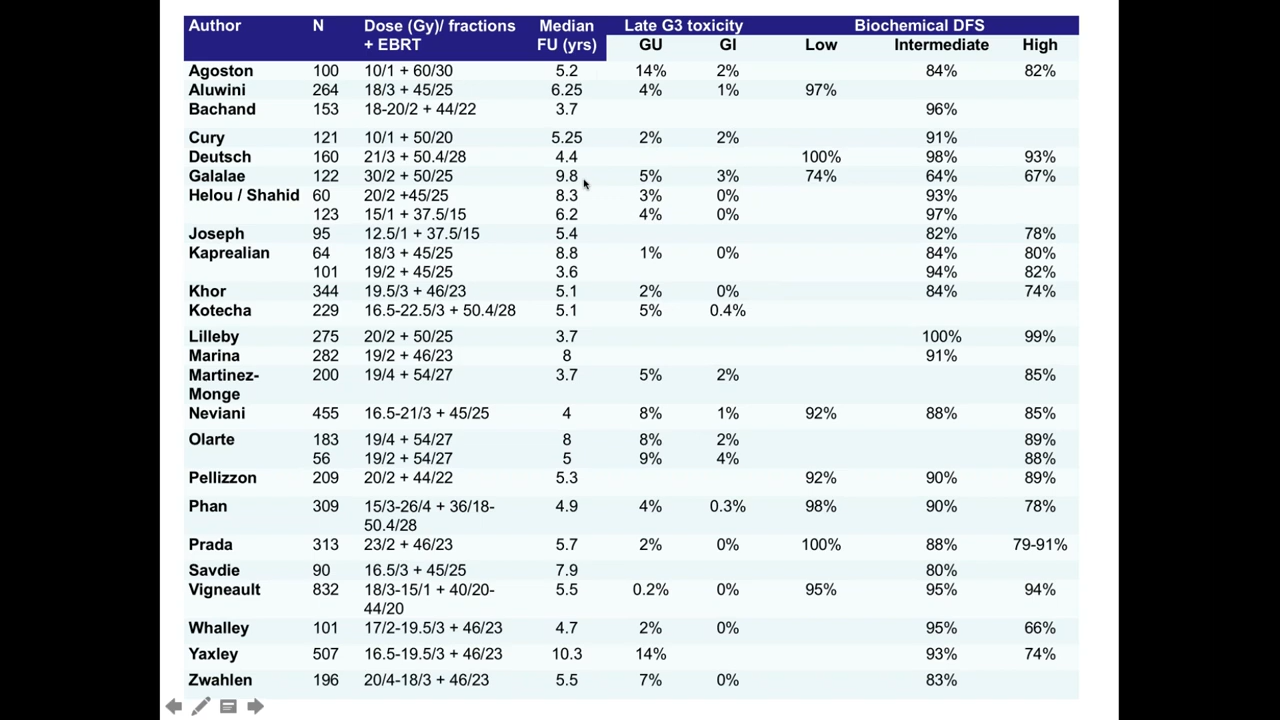 Author N Dose (Gy)/ fractions Median Late G3 toxicity Biochemical DFS
+ EBRT FU (yrs) GU GI Low Intermediate High
Agoston 100 10/1 + 60/30 5.2 14% 2% 84% 82%
Aluwini 264 18/3 + 45/25 6.25 4% 1% 97%
Bachand 153 18-20/2 + 44/22 3.7 96%
Cury 121 10/1 + 50/20 5.25 2% 2% 91%
Deutsch 160 21/3 + 50.4/28 4.4 100% 98% 93%
Galalae 122 30/2 + 50/25 9.8 5% 3% 74% 64% 67%
Helou / Shahid 60 20/2 +45/25 8.3 3% 0% 93%
123 15/1 + 37.5/15 6.2 4% 0% 97%
Joseph 95 12.5/1 + 37.5/15 5.4 82% 78%
Kaprealian 64 18/3 + 45/25 8.8 1% 0% 84% 80%
101 19/2 + 45/25 3.6 94% 82%
Khor 344 19.5/3 + 46/23 5.1 2% 0% 84% 74%
Kotecha 229 16.5-22.5/3 + 50.4/28 5.1 5% 0.4%
Lilleby 275 20/2 + 50/25 3.7 100% 99%
Marina 282 19/2 + 46/23 8 91%
Martinez- 200 19/4 + 54/27 3.7 5% 2% 85%
Monge
Neviani 455 16.5-21/3 + 45/25 4 8% 1% 92% 88% 85%
Olarte 183 19/4 + 54/27 8 8% 2% 89%
56 19/2 + 54/27 5 9% 4% 88%
Pellizzon 209 20/2 + 44/22 5.3 92% 90% 89%
Phan 309 15/3-26/4 + 36/18- 4.9 4% 0.3% 98% 90% 78%
50.4/28
Prada 313 23/2 + 46/23 5.7 2% 0% 100% 88% 79-91%
Savdie 90 16.5/3 + 45/25 7.9 80%
Vigneault 832 18/3-15/1 + 40/20- 5.5 0.2% 0% 95% 95% 94%
44/20
Whalley 101 17/2-19.5/3 + 46/23 4.7 2% 0% 95% 66%
Yaxley 507 16.5-19.5/3 + 46/23 10.3 14% 93% 74%
Zwahlen 196 20/4-18/3 + 46/23 5.5 7% 0% 83%